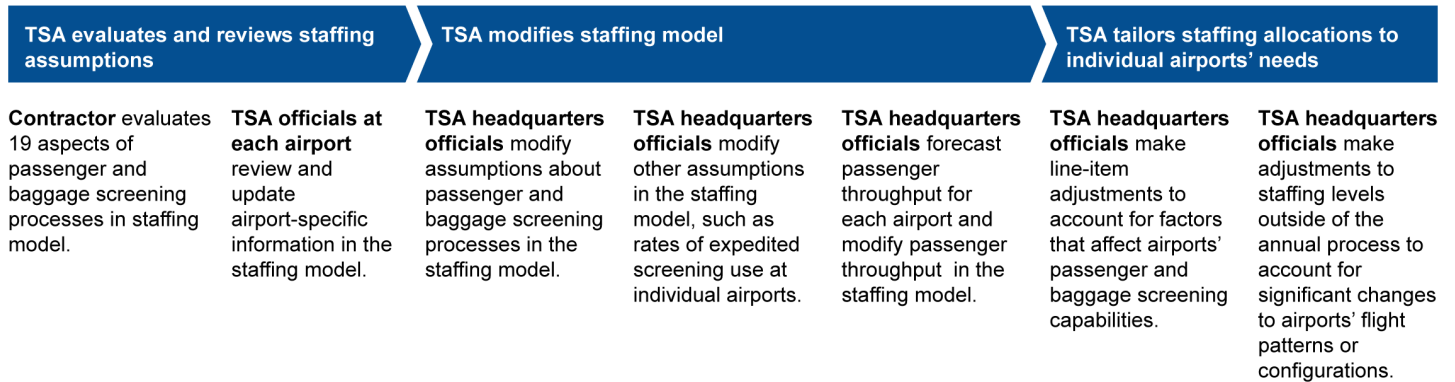 TSA evaluates and reviews staffing
assumptions
TSA modifies staffing model
TSA tailors staffing allocations to
individual airports’ needs
Contractor evaluates
19 aspects of
passenger and
baggage screening
processes in staffing
model.
TSA officials at
each airport
review and
update
airport-specific
information in the
staffing model.
TSA headquarters
officials modify
assumptions about
passenger and
baggage screening
processes in the
staffing model.
TSA headquarters
officials modify
other assumptions
in the staffing
model, such as
rates of expedited
screening use at
individual airports.
TSA headquarters
officials forecast
passenger
throughput for
each airport and
modify passenger
throughput  in the
staffing model.
TSA headquarters
officials make
line-item
adjustments to
account for factors
that affect airports’
passenger and
baggage screening
capabilities.
TSA headquarters
officials make
adjustments to
staffing levels
outside of the
annual process to
account for
significant changes
to airports’ flight
patterns or
configurations.